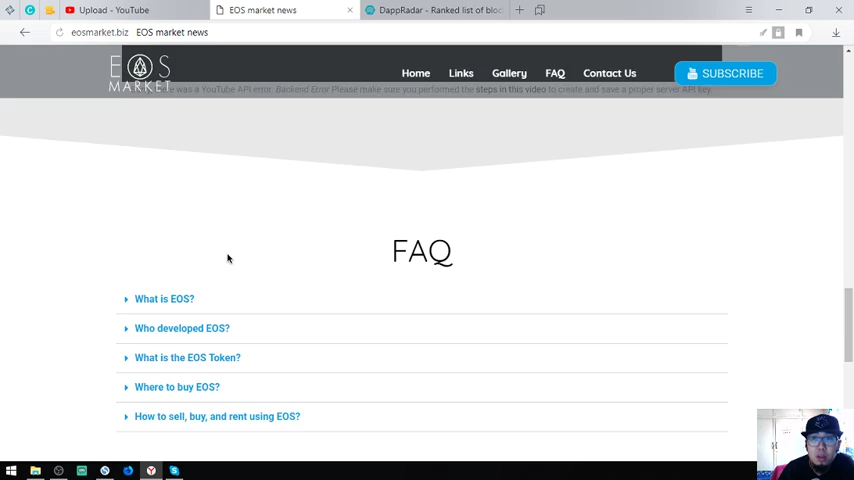 Upload - YouTube
EOS market news
DappRadar - Ranked list of bloc
eosmarket.biz EOS market news
EOS
MARKET
Home
Links
Gallery
FAQ
Contact Us
SUBSCRIBE
was a YouTube API error. Backend Error Please make sure you performed the steps in this video to create and save a proper server API key.
FAQ
What is EOS?
Who developed EOS?
What is the EOS Token?
Where to buy EOS?
How to sell, buy, and rent using EOS?